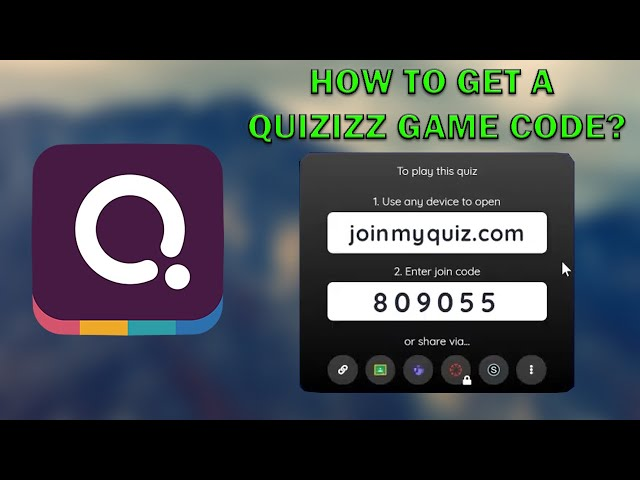 HOW TO GET A
QUIZIZZ GAME CODE?
To play this quiz
1. Use any device to open
joinmyquiz.com
2. Enter join code
809055
or share via...